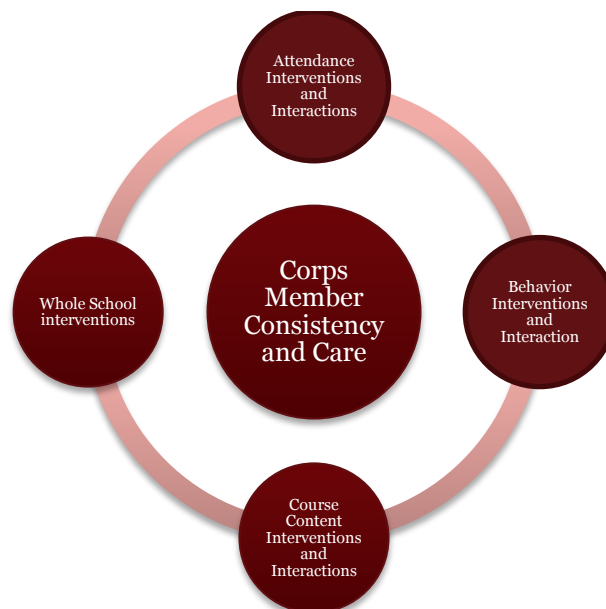 Attendance
Interventions
and
Interactions
Corps
Member
Consistency
and Care
Whole School
interventions
Behavior
Interventions
and
Interaction
Course
Content
Interventions
and
Interactions